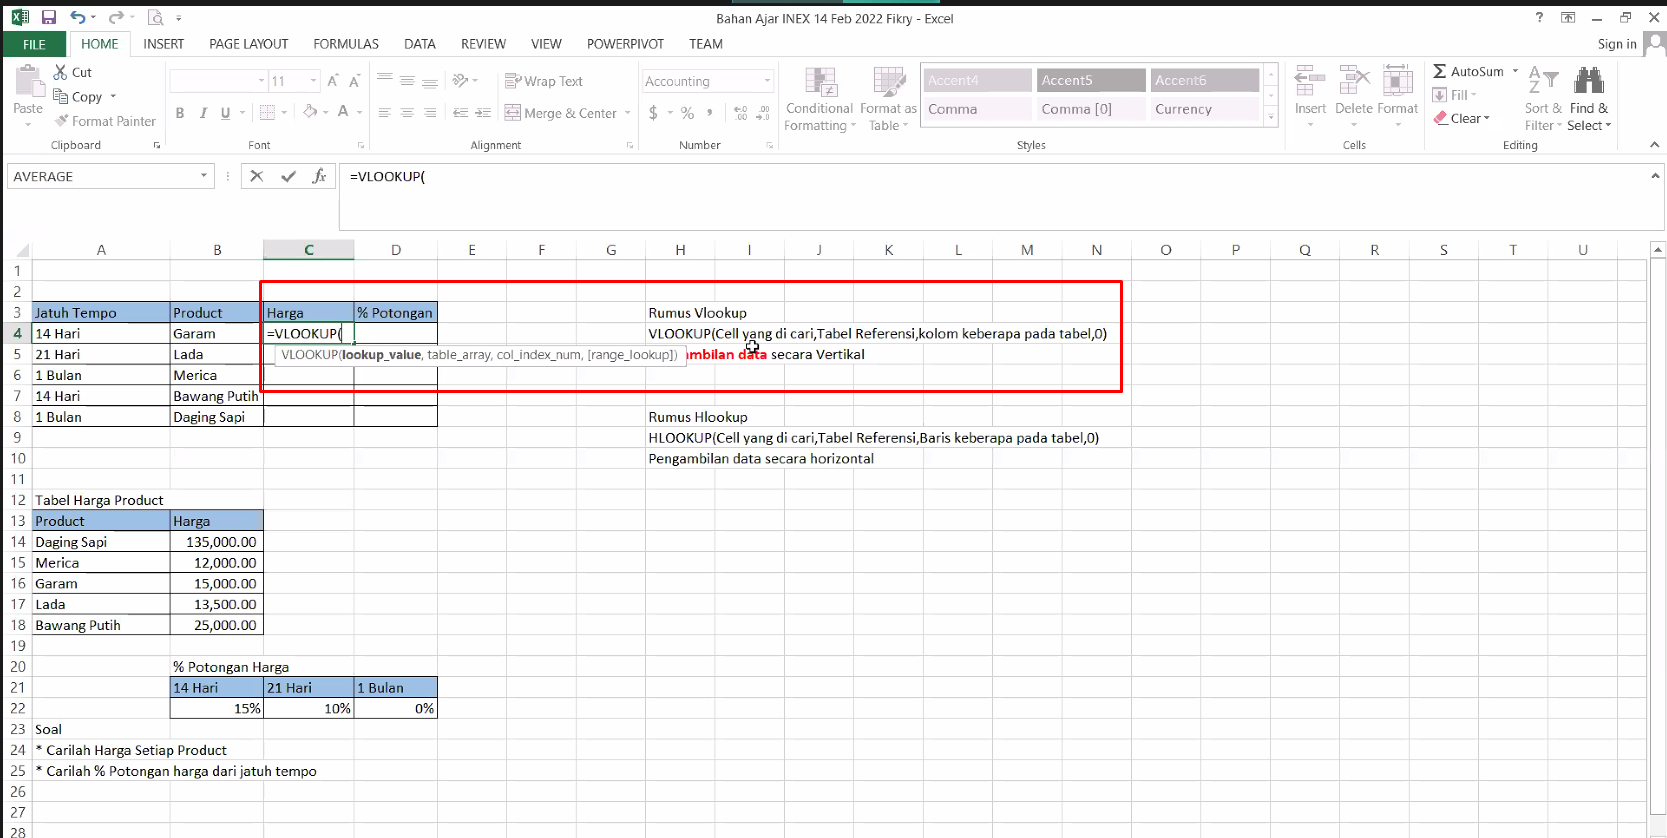 Bahan Ajar INEX 14 Feb 2022 Fikry - Excel
?
FILE HOME INSERT PAGE LAYOUT FORMULAS DATA REVIEW VIEW POWERPIVOT TEAM Sign in
Paste
Cut
Copy
Format Painter
Clipboard
11
B I U
A
Font
Wrap Text
Merge & Center
Alignment
Accounting
$ % ,
Number
Conditional Formatting
Format as Table
Accent4 Accent5 Accent6
Comma Comma [0] Currency
Styles
Insert Delete Format
Cells
AutoSum
Fill
Clear
Sort & Filter
Find & Select
Editing
AVERAGE
fx
=VLOOKUP(
A B C D E F G H I J K L M N O P Q R S T U
1
2
3 Jatuh Tempo Product Harga % Potongan Rumus Vlookup
4 14 Hari Garam =VLOOKUP( VLOOKUP(Cell yang di cari,Tabel Referensi,kolom keberapa pada tabel,0)
5 21 Hari Lada VLOOKUP(lookup_value, table_array, col_index_num, [range_lookup]) ambilan data secara Vertikal
6 1 Bulan Merica
7 14 Hari Bawang Putih
8 1 Bulan Daging Sapi Rumus Hlookup
9 HLOOKUP(Cell yang di cari,Tabel Referensi,Baris keberapa pada tabel,0)
10 Pengambilan data secara horizontal
11
12 Tabel Harga Product
13 Product Harga
14 Daging Sapi 135,000.00
15 Merica 12,000.00
16 Garam 15,000.00
17 Lada 13,500.00
18 Bawang Putih 25,000.00
19
20 % Potongan Harga
21 14 Hari 21 Hari 1 Bulan
22 15% 10% 0%
23 Soal
24 * Carilah Harga Setiap Product
25 * Carilah % Potongan harga dari jatuh tempo
26
27
28